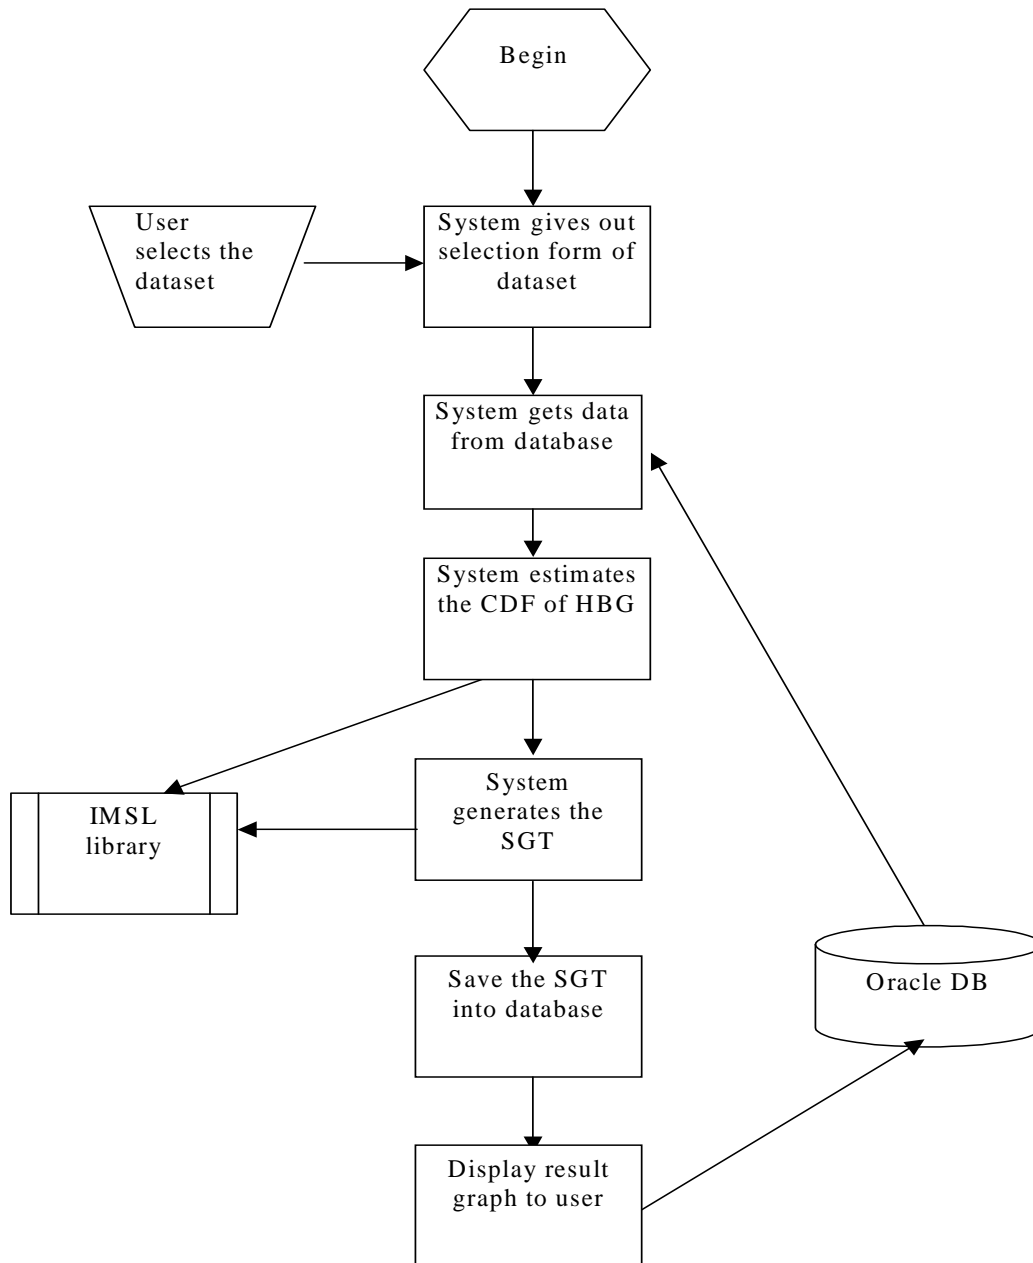 Begin
User
selects the
dataset
System gives out
selection form of
dataset
System gets data
from database
System estimates
the CDF of HBG
System
generates the
SGT
IMSL
library
Save the SGT
into database
Oracle DB
Display result
graph to user